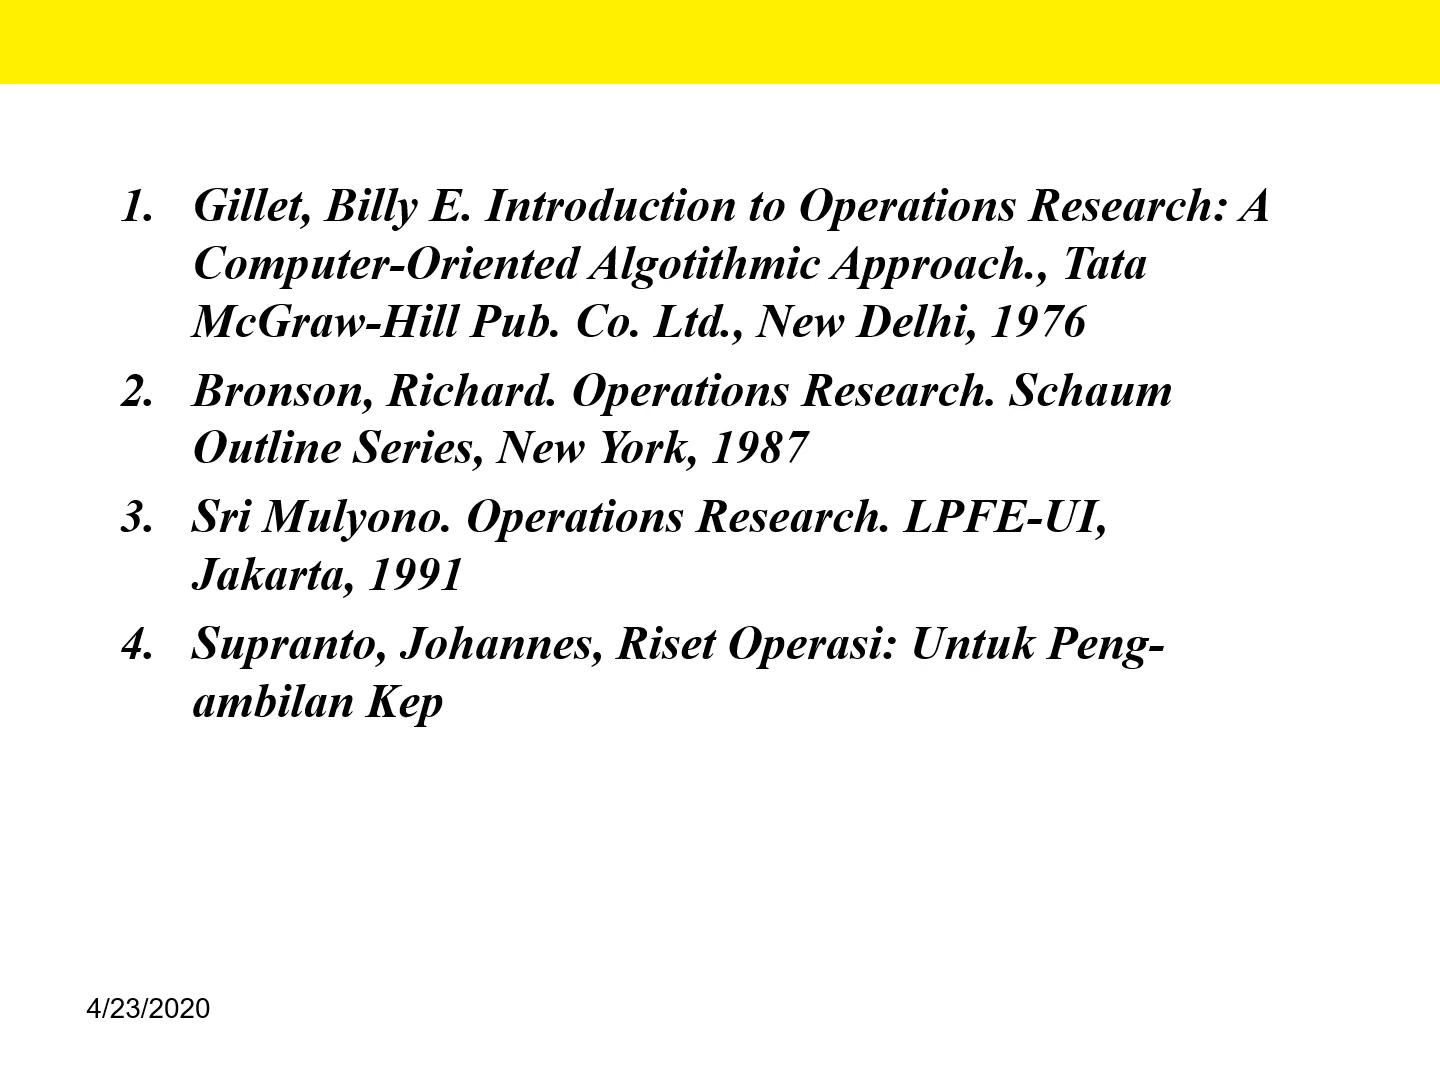 1. Gillet, Billy E. Introduction to Operations Research: A
Computer-Oriented Algotithmic Approach., Tata
McGraw-Hill Pub. Co. Ltd., New Delhi, 1976
2. Bronson, Richard. Operations Research. Schaum
Outline Series, New York, 1987
3. Sri Mulyono. Operations Research. LPFE-UI,
Jakarta, 1991
4. Supranto, Johannes, Riset Operasi: Untuk Peng-
ambilan Kep
4/23/2020